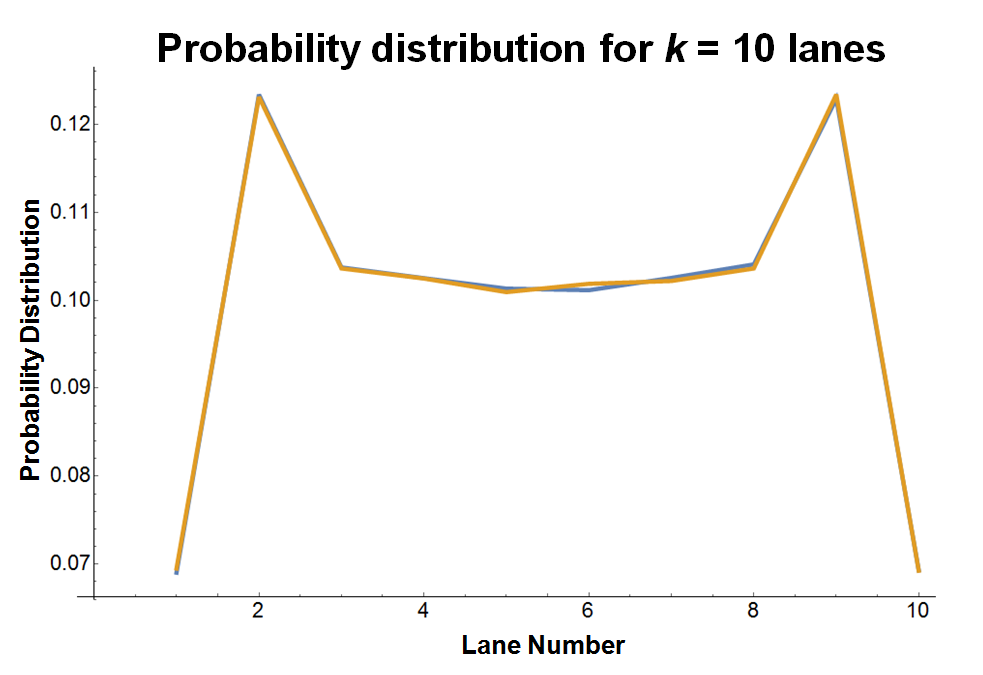 Probability distribution for k = 10 lanes
0.12
0.11
0.10
0.09
0.08
0.07
Probability Distribution
2 4 6 8 10
Lane Number